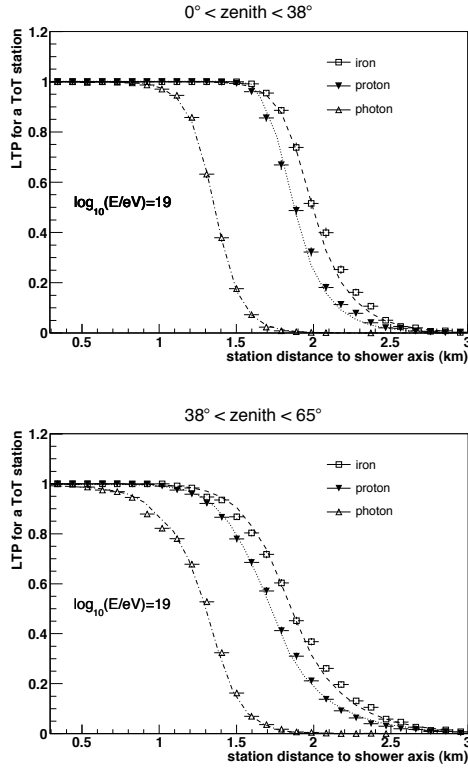 0° < zenith < 38°
LTP for a ToT station
1.2
1
0.8
0.6
0.4
0.2
0
iron
proton
photon
log10(E/eV)=19
0.5 1 1.5 2 2.5 3
station distance to shower axis (km)
38° < zenith < 65°
LTP for a ToT station
1.2
1
0.8
0.6
0.4
0.2
0
iron
proton
photon
log10(E/eV)=19
0.5 1 1.5 2 2.5 3
station distance to shower axis (km)